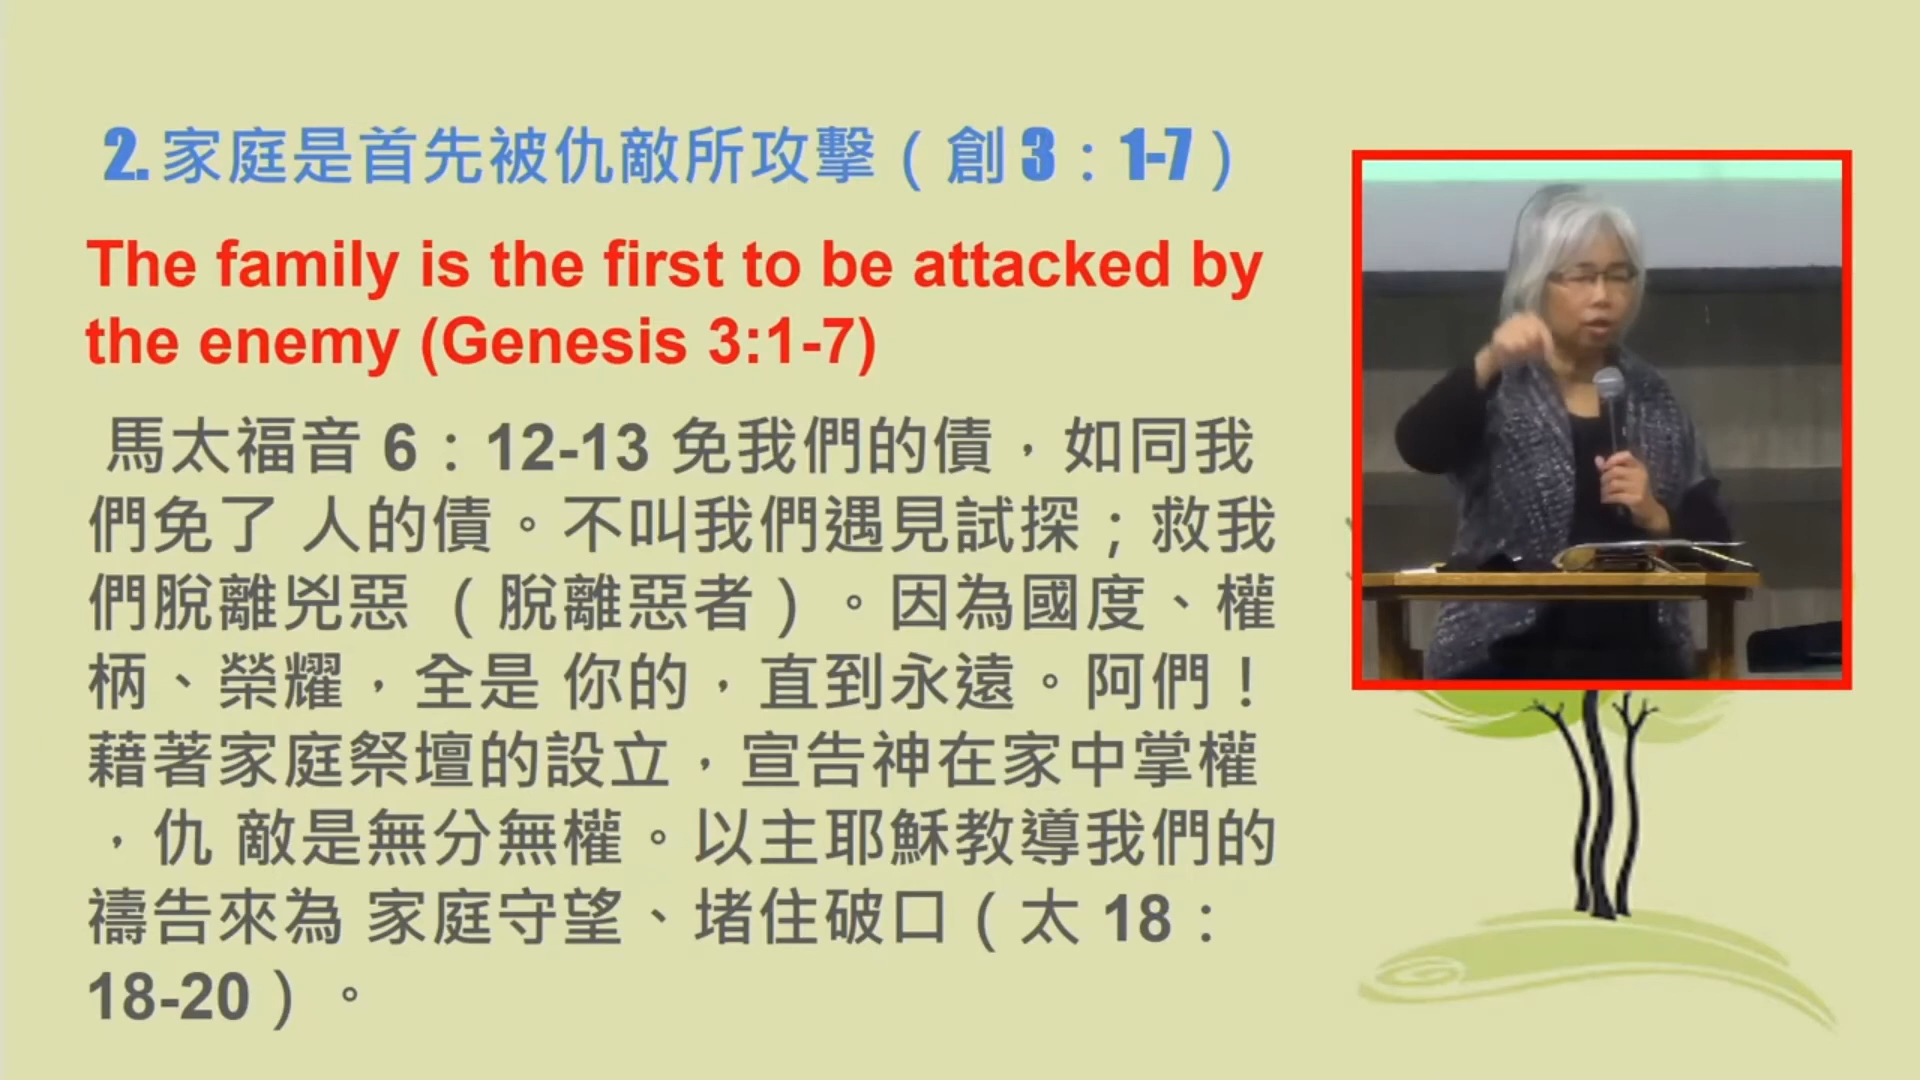 2. 家庭是首先被仇敵所攻擊（創 3：1-7）
The family is the first to be attacked by
the enemy (Genesis 3:1-7)
馬太福音 6：12-13 免我們的債，如同我
們免了 人的債。不叫我們遇見試探；救我
們脫離兇惡 （脫離惡者）。因為國度、權
柄、榮耀，全是 你的，直到永遠。阿們！
藉著家庭祭壇的設立，宣告神在家中掌權
，仇 敵是無分無權。以主耶穌教導我們的
禱告來為 家庭守望、堵住破口（太 18：
18-20）。